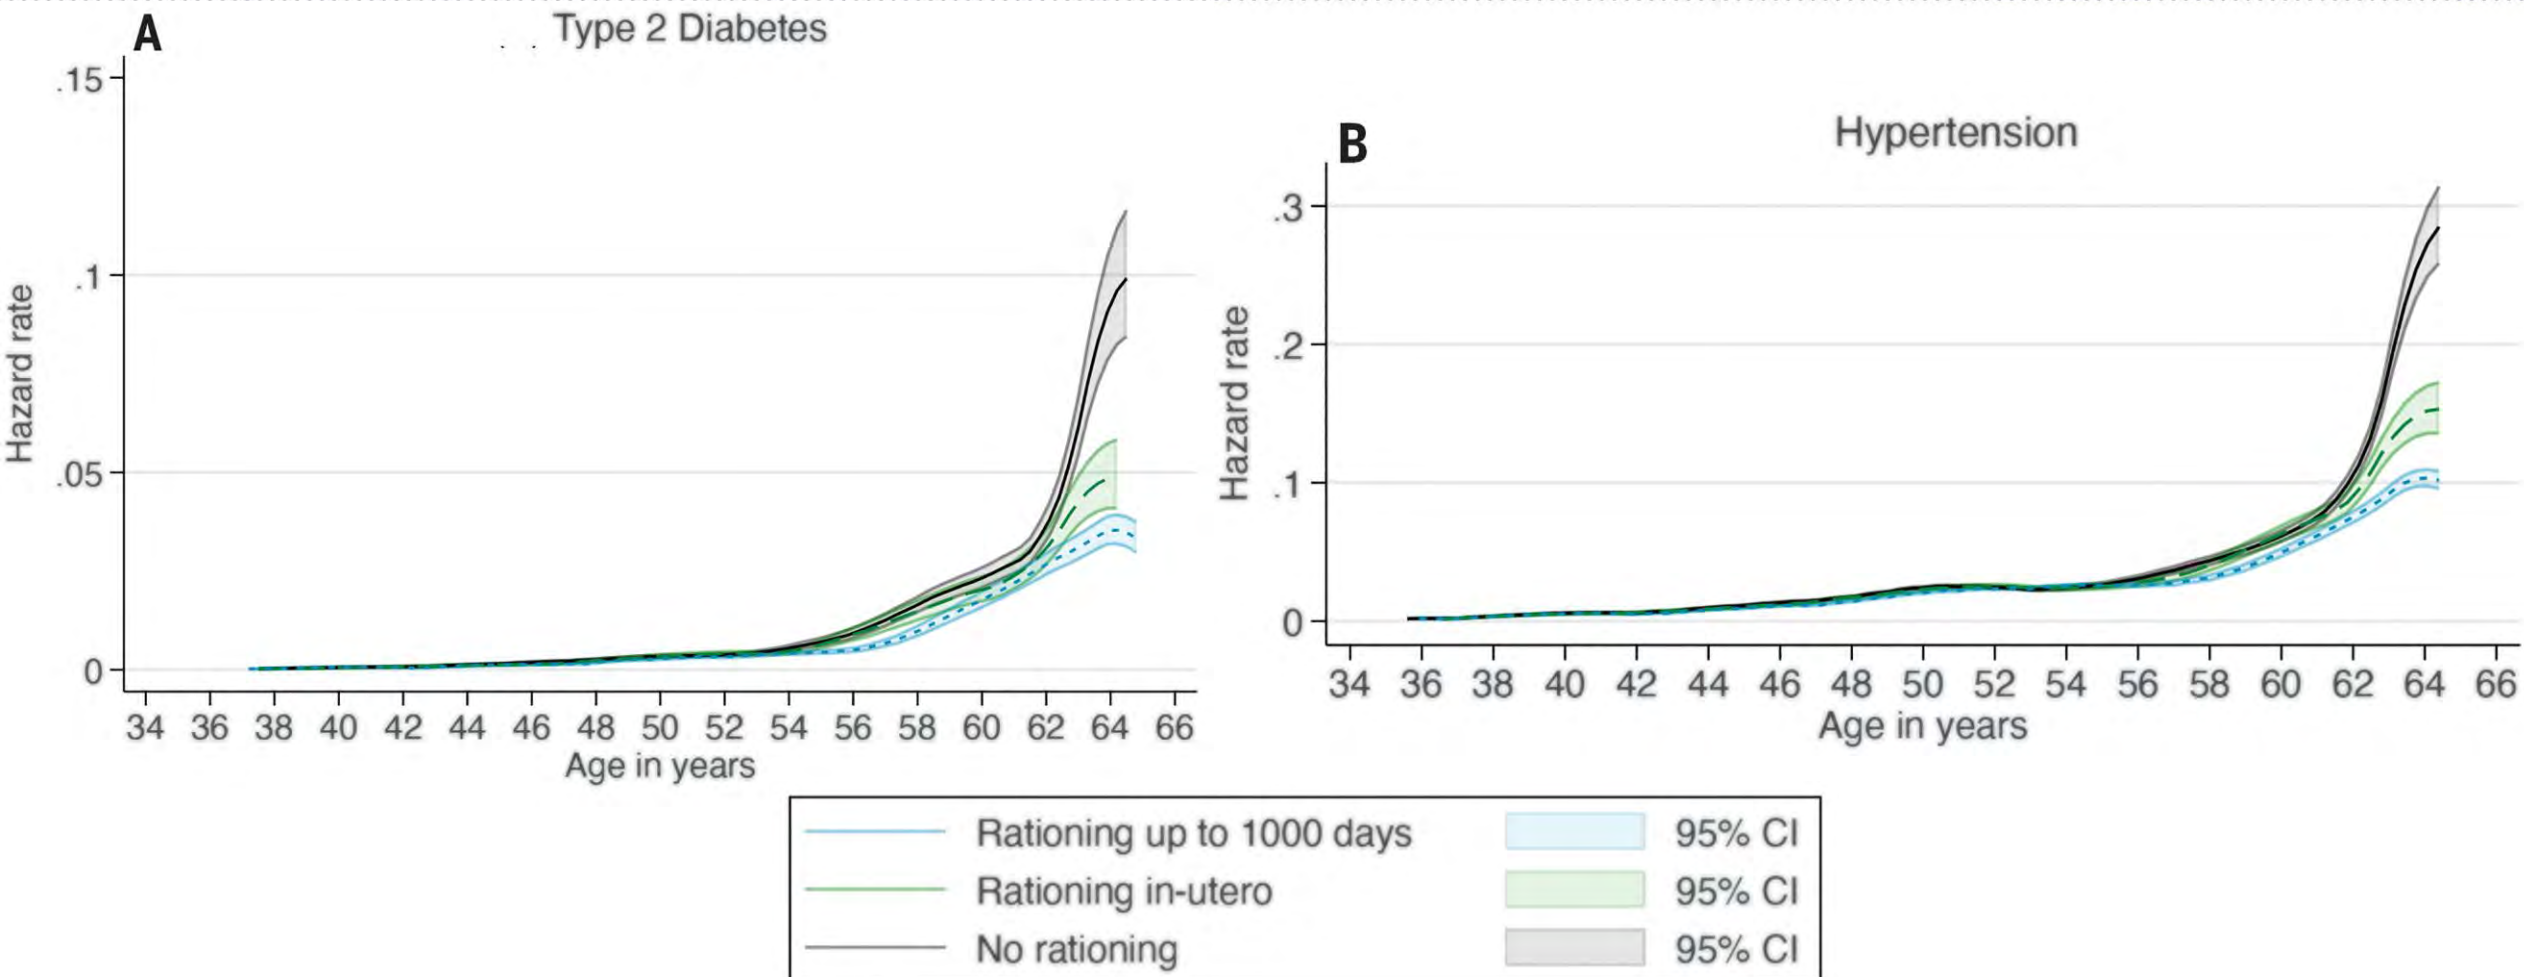 A
Type 2 Diabetes
.15
.1
.05
0
Hazard rate
34 36 38 40 42 44 46 48 50 52 54 56 58 60 62 64 66
Age in years
B
Hypertension
.3
.2
.1
0
Hazard rate
34 36 38 40 42 44 46 48 50 52 54 56 58 60 62 64 66
Age in years
Rationing up to 1000 days 95% CI
Rationing in-utero 95% CI
No rationing 95% CI